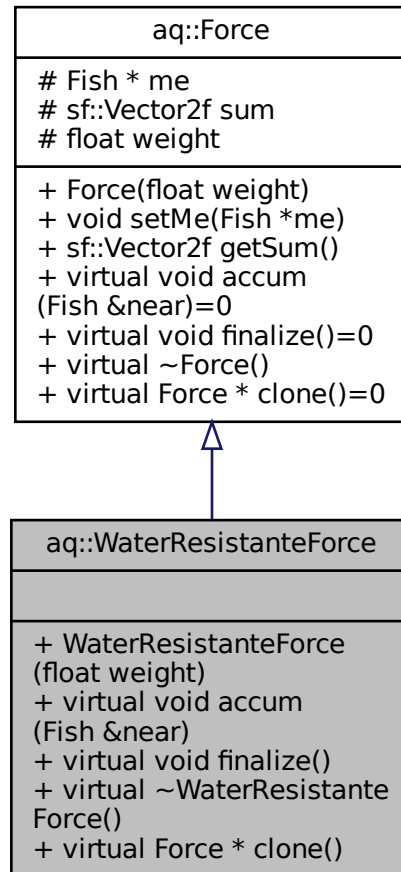 aq::Force
# Fish * me
# sf::Vector2f sum
# float weight
+ Force(float weight)
+ void setMe(Fish *me)
+ sf::Vector2f getSum()
+ virtual void accum
(Fish &near)=0
+ virtual void finalize()=0
+ virtual ~Force()
+ virtual Force * clone()=0
aq::WaterResistanteForce
+ WaterResistanteForce
(float weight)
+ virtual void accum
(Fish &near)
+ virtual void finalize()
+ virtual ~WaterResistante
Force()
+ virtual Force * clone()